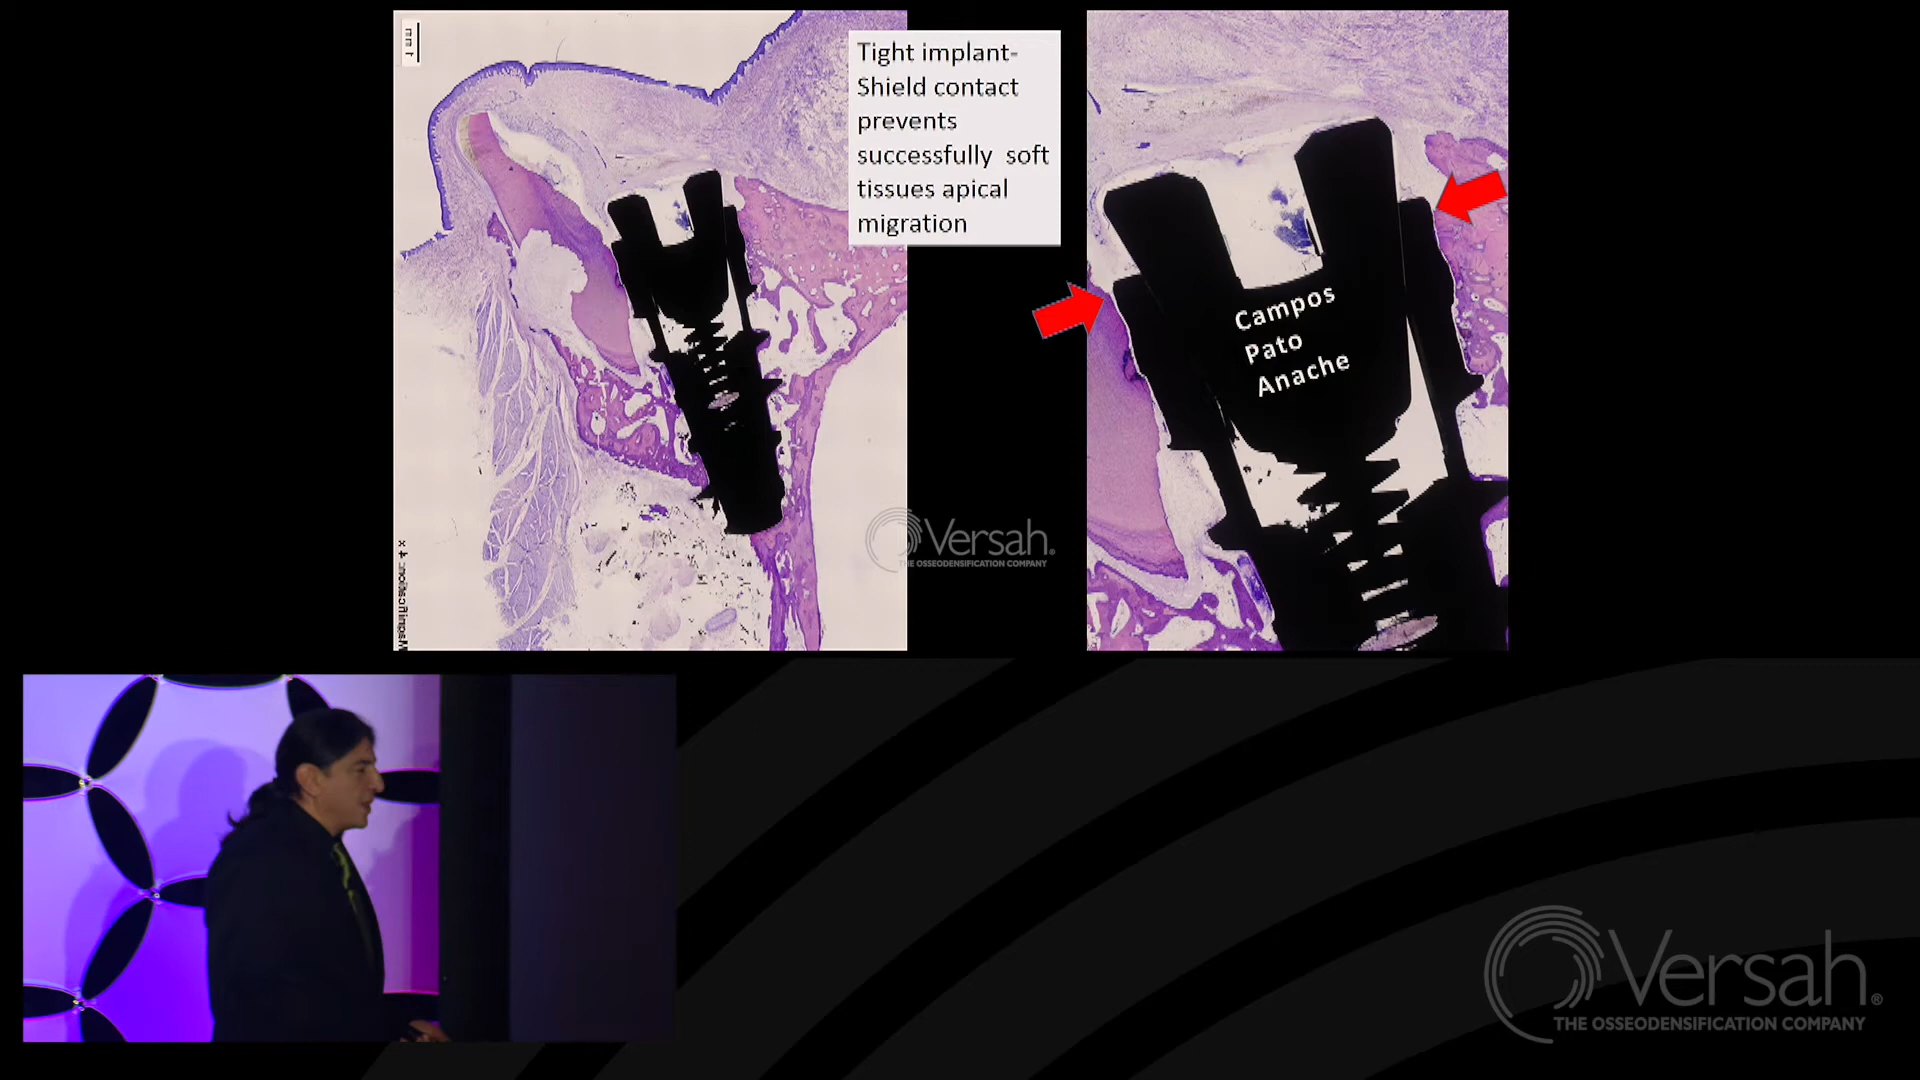 Tight implant-
Shield contact
prevents
successfully soft
tissues apical
migration
Campos
Pato
Anache
Versah.
THE OSSEODENSIFICATION COMPANY
Versah®
THE OSSEODENSIFICATION COMPANY